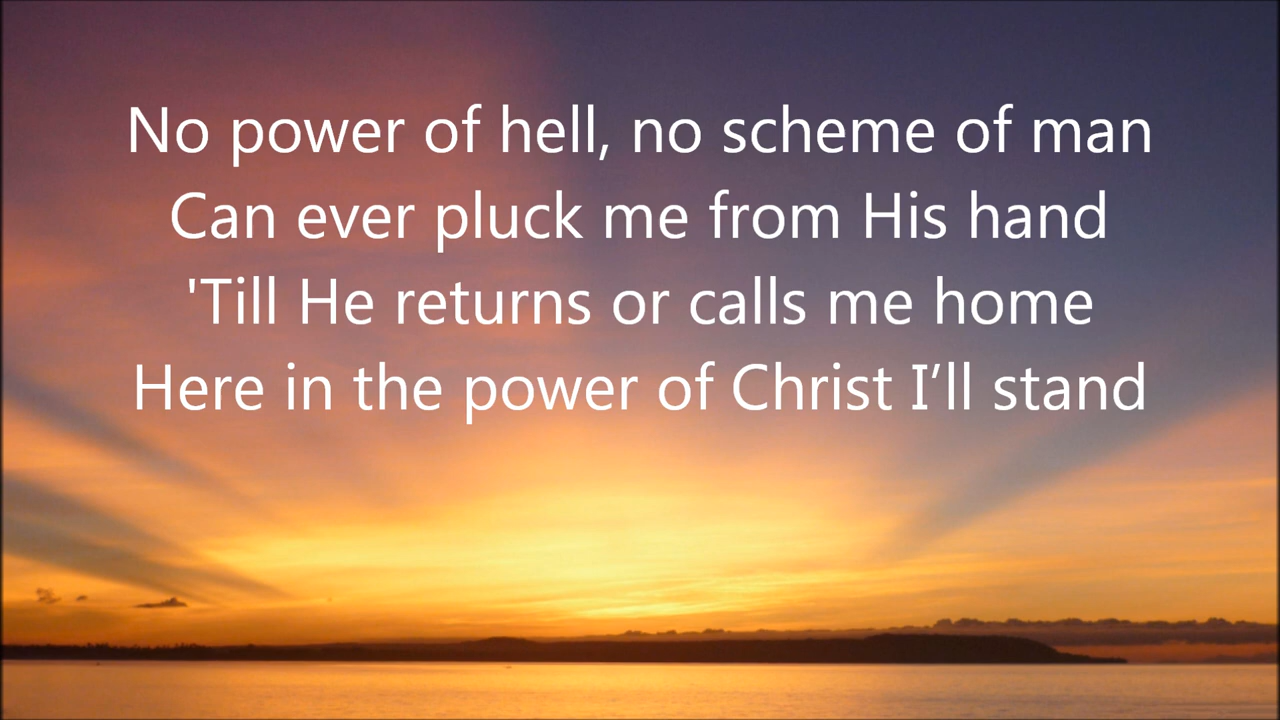 No power of hell, no scheme of man
Can ever pluck me from His hand
'Till He returns or calls me home
Here in the power of Christ I’ll stand